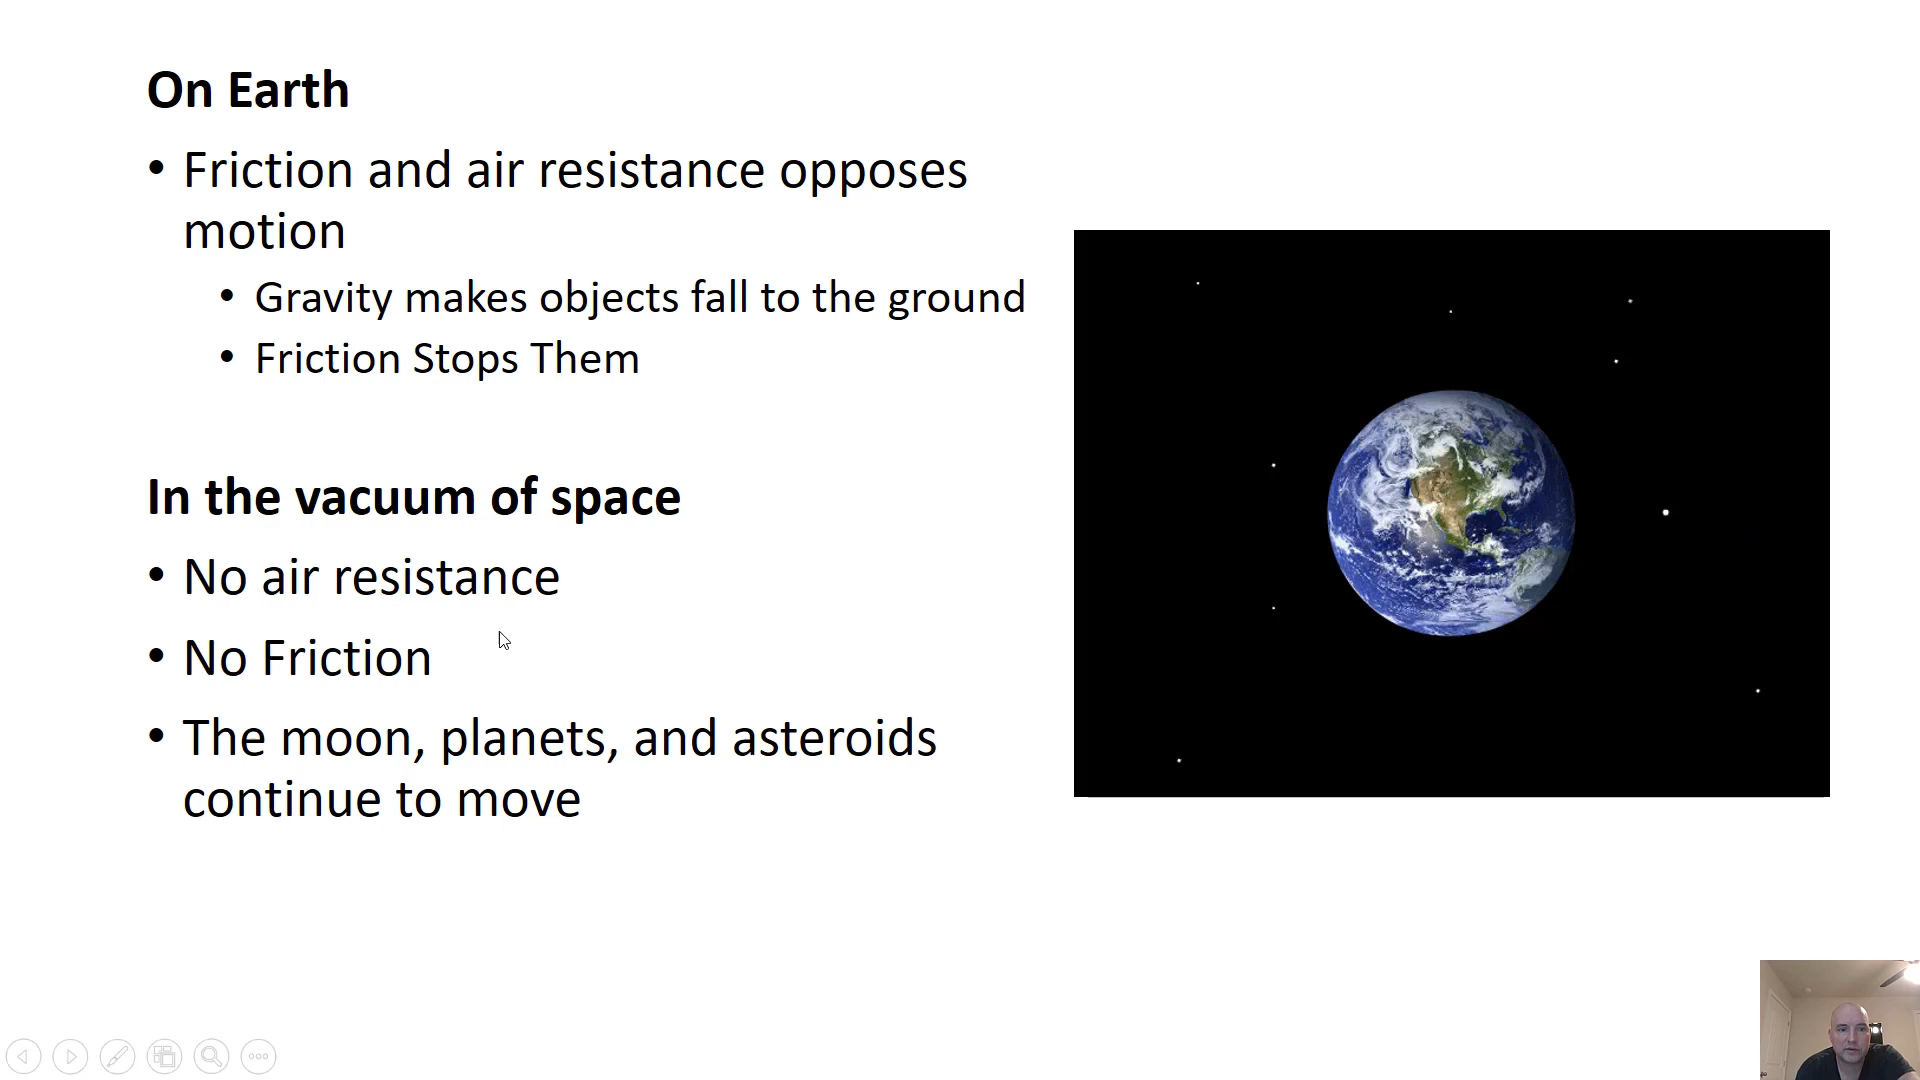 On Earth
• Friction and air resistance opposes
motion
• Gravity makes objects fall to the ground
• Friction Stops Them
In the vacuum of space
• No air resistance
• No Friction
• The moon, planets, and asteroids
continue to move